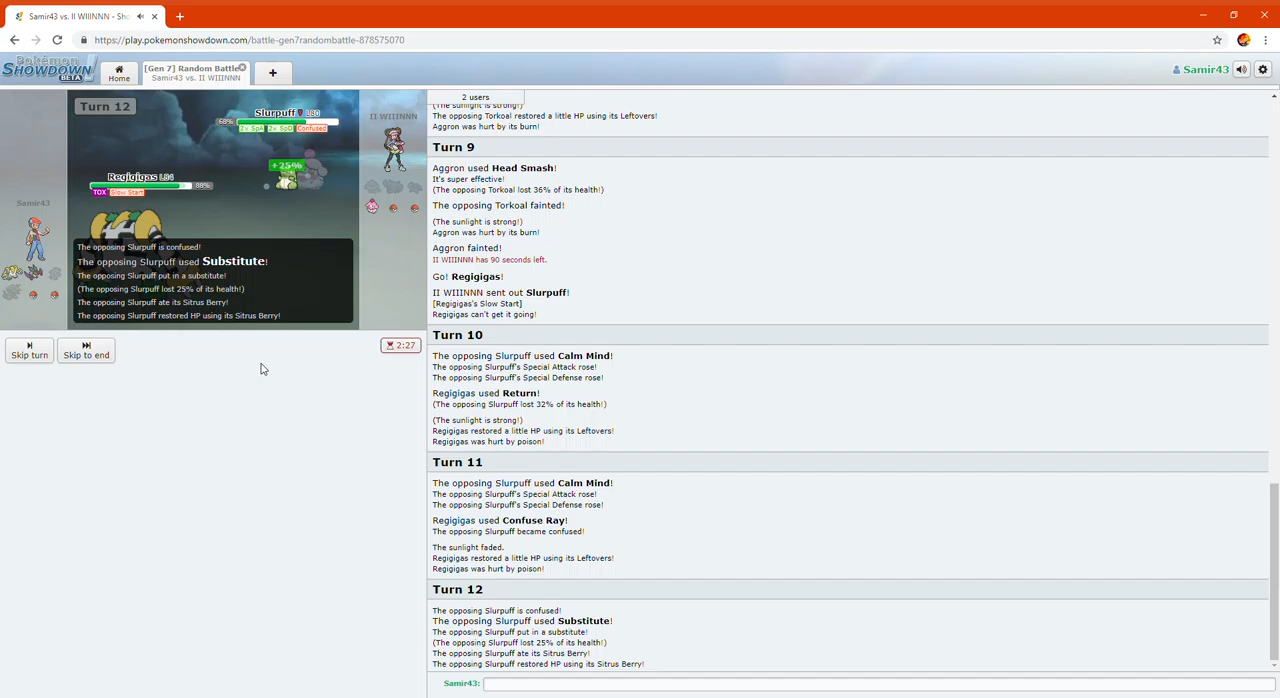 Samir43 vs. II WIIINNN - Sho
https://play.pokemonshowdown.com/battle-gen7randombattle-878575070
Pokémon
SHOWDOWN
BETA
Home
[Gen 7] Random Battle
Samir43 vs. II WIIINNN
Samir43
Turn 12
Slurpuff L80
68%
2x SpA 2x SpD Confused
II WIIINNN
+25%
Regigigas L84
88%
TOX Slow Start
Samir43
The opposing Slurpuff is confused!
The opposing Slurpuff used Substitute!
The opposing Slurpuff put in a substitute!
(The opposing Slurpuff lost 25% of its health!)
The opposing Slurpuff ate its Sitrus Berry!
The opposing Slurpuff restored HP using its Sitrus Berry!
Skip turn
Skip to end
2:27
2 users
(The sunlight is strong!)
The opposing Torkoal restored a little HP using its Leftovers!
Aggron was hurt by its burn!
Turn 9
Aggron used Head Smash!
It's super effective!
(The opposing Torkoal lost 36% of its health!)
The opposing Torkoal fainted!
(The sunlight is strong!)
Aggron was hurt by its burn!
Aggron fainted!
II WIIINNN has 90 seconds left.
Go! Regigigas!
II WIIINNN sent out Slurpuff!
[Regigigas's Slow Start]
Regigigas can't get it going!
Turn 10
The opposing Slurpuff used Calm Mind!
The opposing Slurpuff's Special Attack rose!
The opposing Slurpuff's Special Defense rose!
Regigigas used Return!
(The opposing Slurpuff lost 32% of its health!)
(The sunlight is strong!)
Regigigas restored a little HP using its Leftovers!
Regigigas was hurt by poison!
Turn 11
The opposing Slurpuff used Calm Mind!
The opposing Slurpuff's Special Attack rose!
The opposing Slurpuff's Special Defense rose!
Regigigas used Confuse Ray!
The opposing Slurpuff became confused!
The sunlight faded.
Regigigas restored a little HP using its Leftovers!
Regigigas was hurt by poison!
Turn 12
The opposing Slurpuff is confused!
The opposing Slurpuff used Substitute!
The opposing Slurpuff put in a substitute!
(The opposing Slurpuff lost 25% of its health!)
The opposing Slurpuff ate its Sitrus Berry!
The opposing Slurpuff restored HP using its Sitrus Berry!
Samir43: